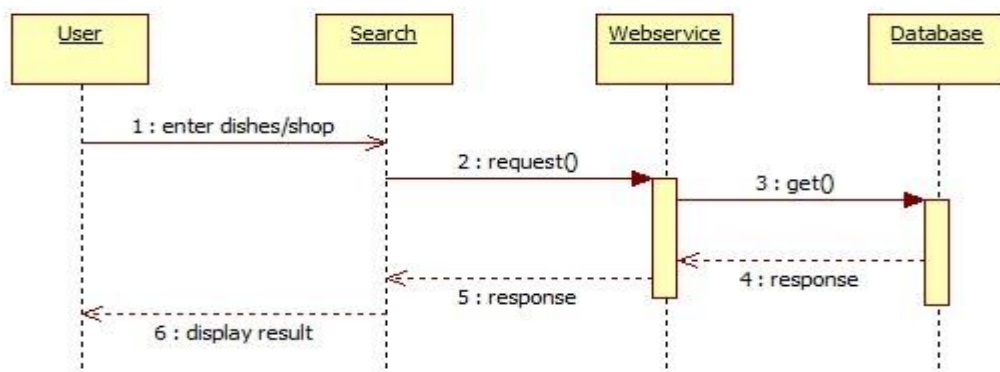 User
Search
Webservice
Database
1 : enter dishes/shop
2 : request()
3 : get()
4 : response
5 : response
6 : display result